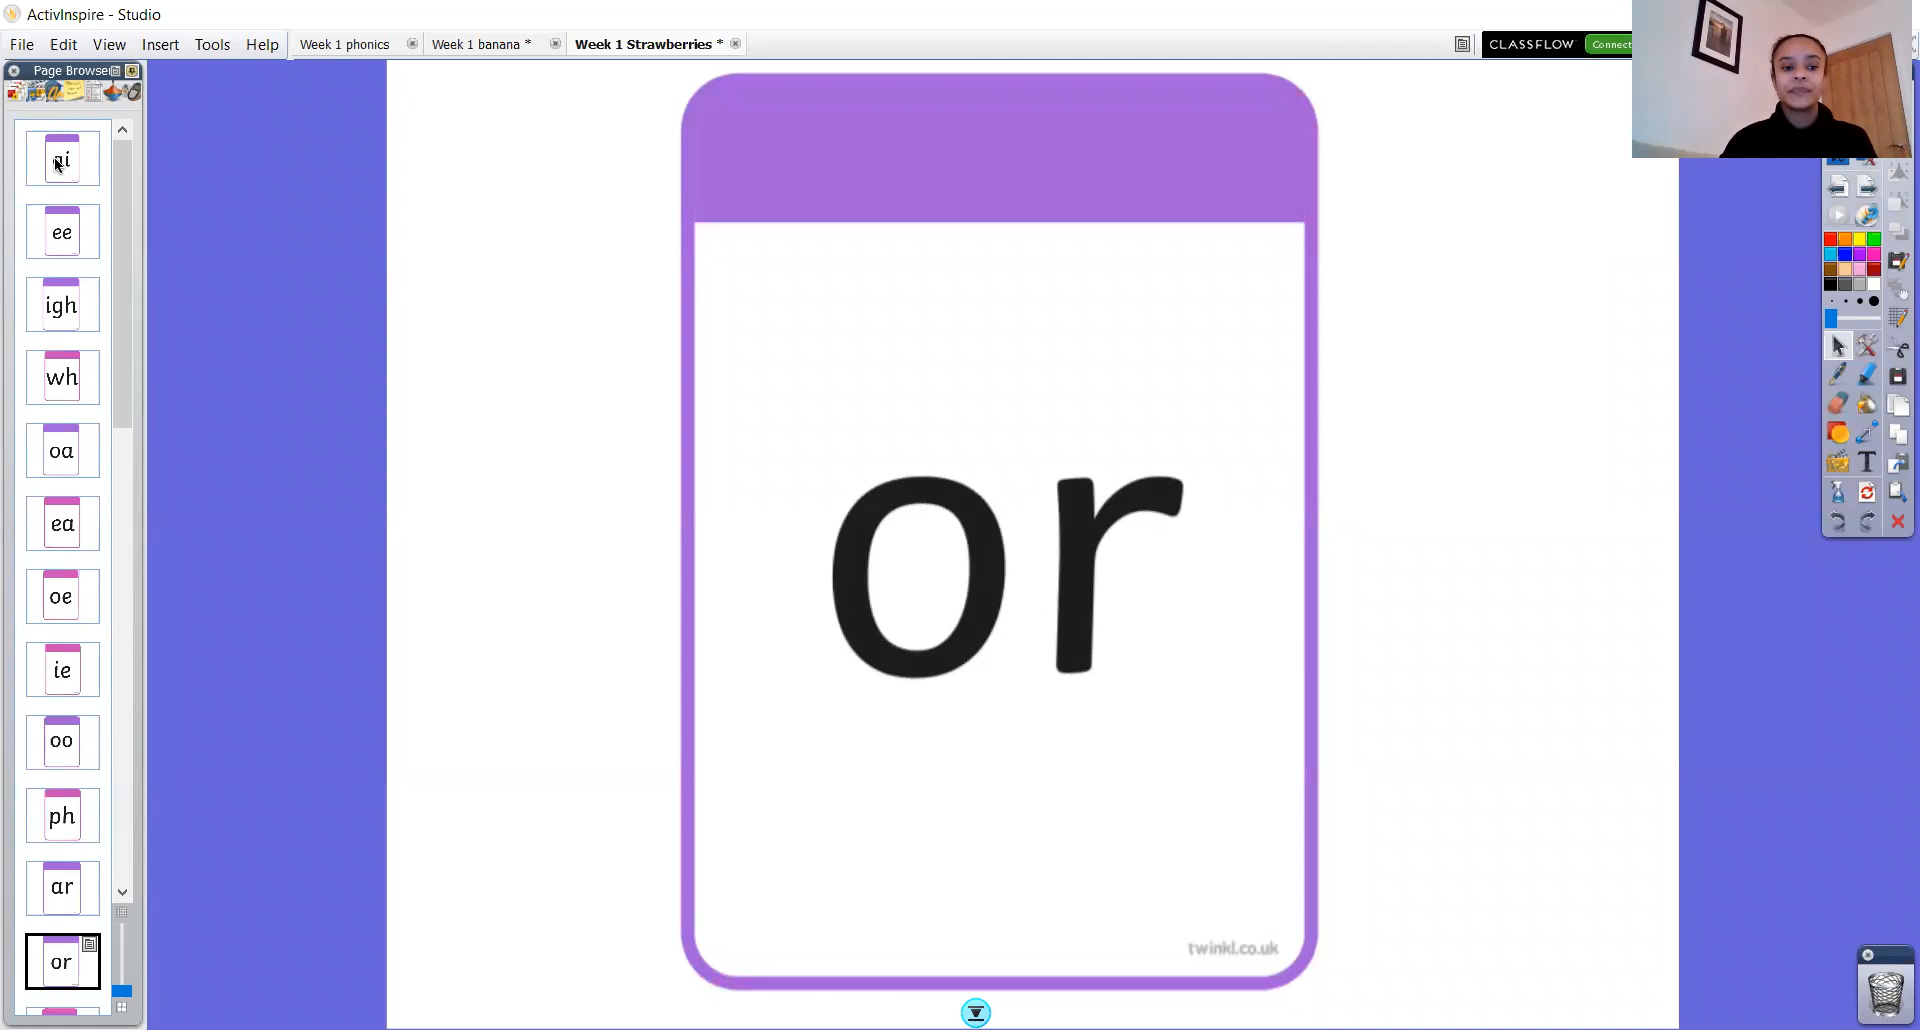 ActivInspire - Studio
File Edit View Insert Tools Help
Week 1 phonics
Week 1 banana *
Week 1 Strawberries *
CLASSFLOW
Connect
Page Browser
ai
ee
igh
wh
oa
ea
oe
ie
oo
ph
ar
or
or
twinkl.co.uk
T